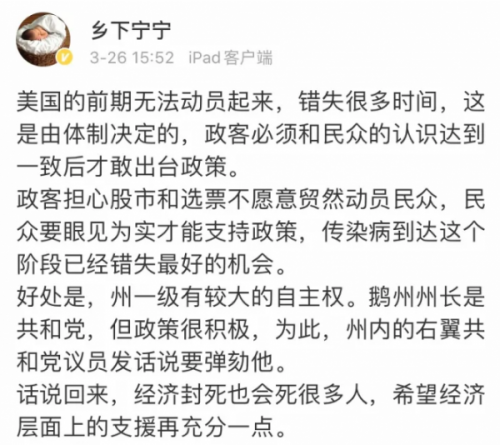 乡下宁宁
3-26 15:52 iPad客户端
美国的前期无法动员起来，错失很多时间，这
是由体制决定的，政客必须和民众的认识达到
一致后才敢出台政策。
政客担心股市和选票不愿意贸然动员民众，民
众要眼见为实才能支持政策，传染病到达这个
阶段已经错失最好的机会。
好处是，州一级有较大的自主权。鹅州州长是
共和党，但政策很积极，为此，州内的右翼共
和党议员发话说要弹劾他。
话说回来，经济封死也会死很多人，希望经济
层面上的支援再充分一点。